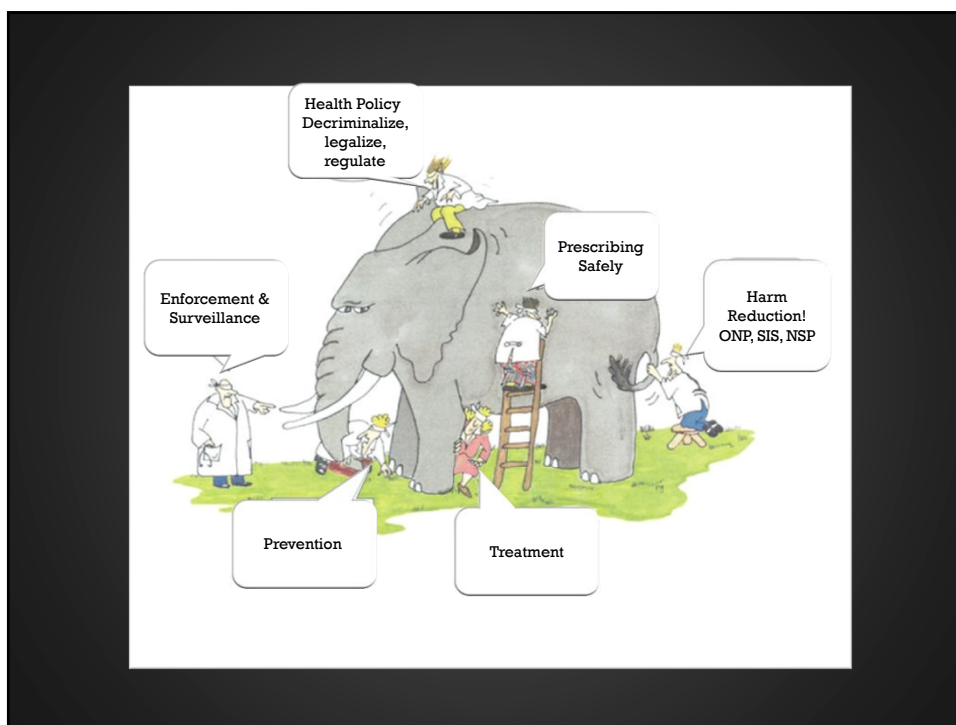 Health Policy
Decriminalize,
legalize,
regulate
Prescribing
Safely
Enforcement &
Surveillance
Harm
Reduction!
ONP, SIS, NSP
Prevention
Treatment